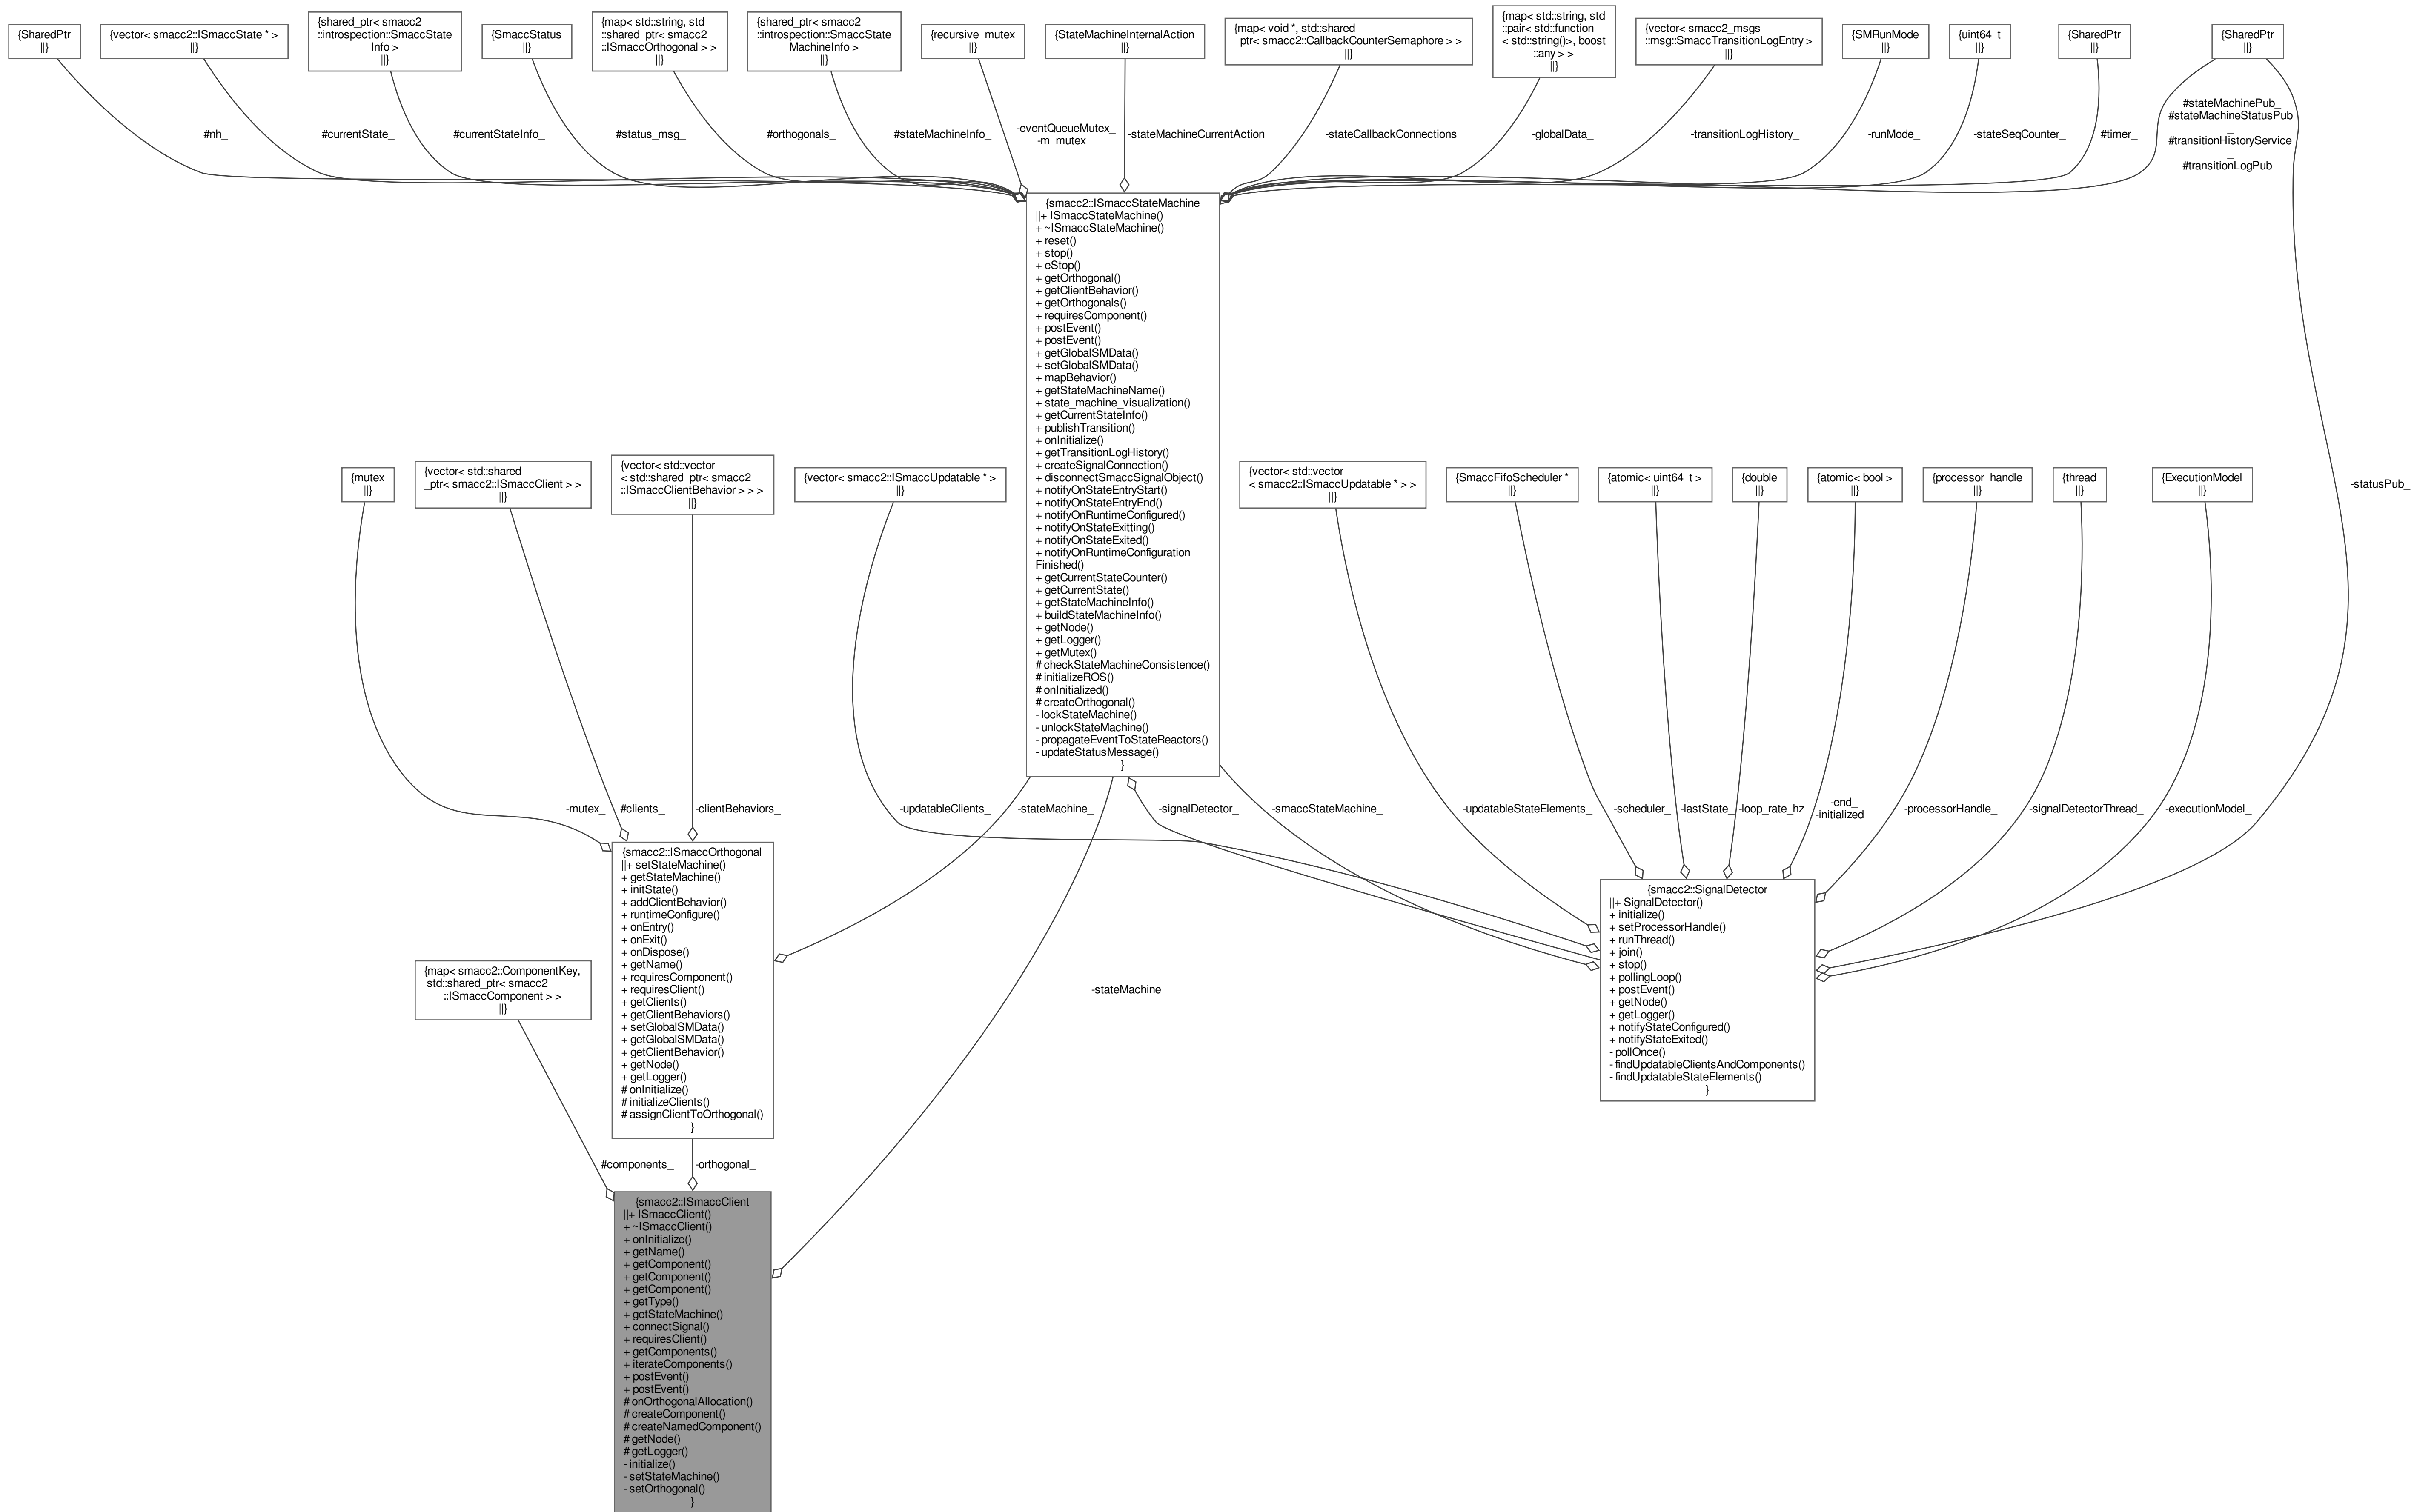 {SharedPtr
||}
{vector< smacc2::ISmaccState * >
||}
{shared_ptr< smacc2
::introspection::SmaccState
Info >
||}
{SmaccStatus
||}
{map< std::string, std
::shared_ptr< smacc2
::ISmaccOrthogonal > >
||}
{shared_ptr< smacc2
::introspection::SmaccState
MachineInfo >
||}
{recursive_mutex
||}
{StateMachineInternalAction
||}
{map< void *, std::shared
_ptr< smacc2::CallbackCounterSemaphore > >
||}
{map< std::string, std
::pair< std::function
< std::string()>, boost
::any > >
||}
{vector< smacc2_msgs
::msg::SmaccTransitionLogEntry >
||}
{SMRunMode
||}
{uint64_t
||}
{SharedPtr
||}
{SharedPtr
||}
#nh_
#currentState_
#currentStateInfo_
#status_msg_
#orthogonals_
#stateMachineInfo_
-eventQueueMutex_
-m_mutex_
-stateMachineCurrentAction
-stateCallbackConnections
-globalData_
-transitionLogHistory_
-runMode_
-stateSeqCounter_
#timer_
#stateMachinePub_
#stateMachineStatusPub
_
#transitionHistoryService
_
#transitionLogPub_
{smacc2::ISmaccStateMachine
||+ ISmaccStateMachine()
+ ~ISmaccStateMachine()
+ reset()
+ stop()
+ eStop()
+ getOrthogonal()
+ getClientBehavior()
+ getOrthogonals()
+ requiresComponent()
+ postEvent()
+ postEvent()
+ getGlobalSMData()
+ setGlobalSMData()
+ mapBehavior()
+ getStateMachineName()
+ state_machine_visualization()
+ getCurrentStateInfo()
+ publishTransition()
+ onInitialize()
+ getTransitionLogHistory()
+ createSignalConnection()
+ disconnectSmaccSignalObject()
+ notifyOnStateEntryStart()
+ notifyOnStateEntryEnd()
+ notifyOnRuntimeConfigured()
+ notifyOnStateExitting()
+ notifyOnStateExited()
+ notifyOnRuntimeConfiguration
Finished()
+ getCurrentStateCounter()
+ getCurrentState()
+ getStateMachineInfo()
+ buildStateMachineInfo()
+ getNode()
+ getLogger()
+ getMutex()
# checkStateMachineConsistence()
# initializeROS()
# onInitialized()
# createOrthogonal()
- lockStateMachine()
- unlockStateMachine()
- propagateEventToStateReactors()
- updateStatusMessage()
}
{mutex
||}
{vector< std::shared
_ptr< smacc2::ISmaccClient > >
||}
{vector< std::vector
< std::shared_ptr< smacc2
::ISmaccClientBehavior > > >
||}
{vector< smacc2::ISmaccUpdatable * >
||}
{vector< std::vector
< smacc2::ISmaccUpdatable * > >
||}
{SmaccFifoScheduler *
||}
{atomic< uint64_t >
||}
{double
||}
{atomic< bool >
||}
{processor_handle
||}
{thread
||}
{ExecutionModel
||}
-statusPub_
-mutex_
#clients_
-clientBehaviors_
-updatableClients_
-stateMachine_
-signalDetector_
-smaccStateMachine_
-updatableStateElements_
-scheduler_
-lastState_
-loop_rate_hz
-end_
-initialized_
-processorHandle_
-signalDetectorThread_
-executionModel_
{smacc2::ISmaccOrthogonal
||+ setStateMachine()
+ getStateMachine()
+ initState()
+ addClientBehavior()
+ runtimeConfigure()
+ onEntry()
+ onExit()
+ onDispose()
+ getName()
+ requiresComponent()
+ requiresClient()
+ getClients()
+ getClientBehaviors()
+ setGlobalSMData()
+ getGlobalSMData()
+ getClientBehavior()
+ getNode()
+ getLogger()
# onInitialize()
# initializeClients()
# assignClientToOrthogonal()
}
{smacc2::SignalDetector
||+ SignalDetector()
+ initialize()
+ setProcessorHandle()
+ runThread()
+ join()
+ stop()
+ pollingLoop()
+ postEvent()
+ getNode()
+ getLogger()
+ notifyStateConfigured()
+ notifyStateExited()
- pollOnce()
- findUpdatableClientsAndComponents()
- findUpdatableStateElements()
}
{map< smacc2::ComponentKey,
std::shared_ptr< smacc2
::ISmaccComponent > >
||}
-stateMachine_
#components_
-orthogonal_
{smacc2::ISmaccClient
||+ ISmaccClient()
+ ~ISmaccClient()
+ onInitialize()
+ getName()
+ getComponent()
+ getComponent()
+ getComponent()
+ getType()
+ getStateMachine()
+ connectSignal()
+ requiresClient()
+ getComponents()
+ iterateComponents()
+ postEvent()
+ postEvent()
# onOrthogonalAllocation()
# createComponent()
# createNamedComponent()
# getNode()
# getLogger()
- initialize()
- setStateMachine()
- setOrthogonal()
}